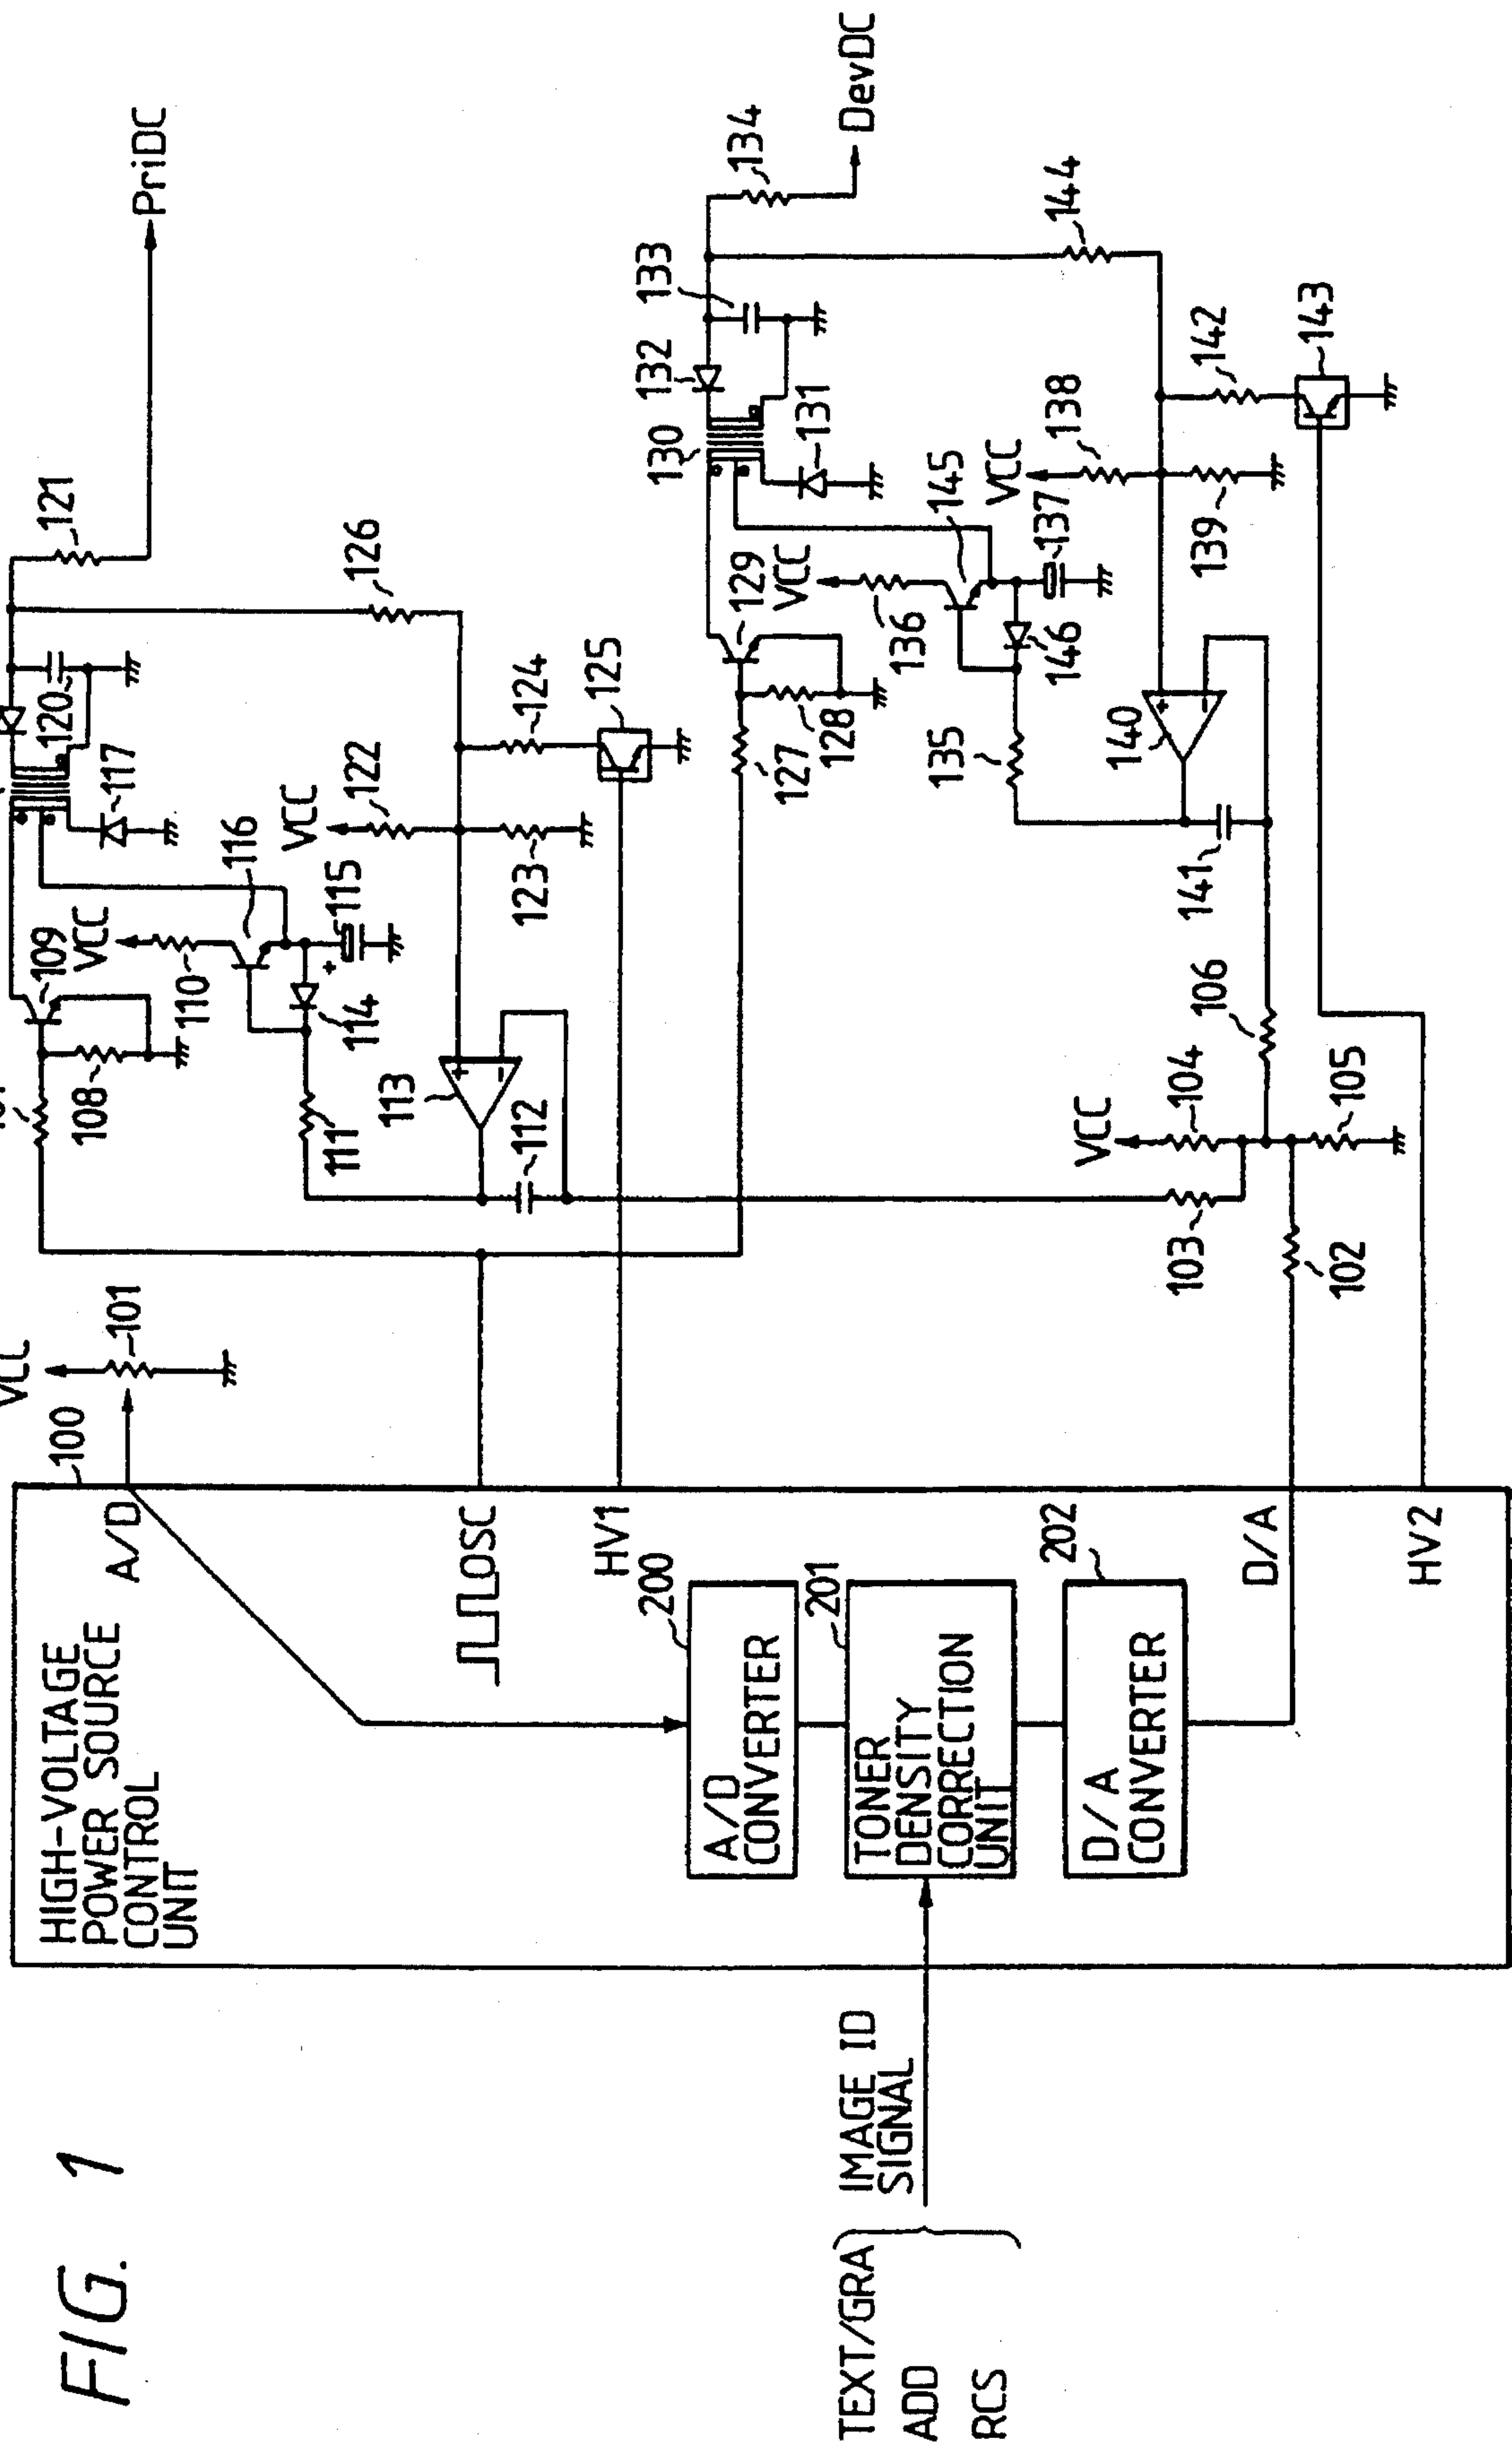 FIG. 1
HIGH-VOLTAGE
POWER SOURCE
CONTROL
UNIT
100
A/D
VCC
101
OSC
HV1
200
A/D
CONVERTER
201
TONER
DENSITY
CORRECTION
UNIT
202
D/A
CONVERTER
D/A
HV2
IMAGE ID
SIGNAL
TEXT/GRA
ADD
RCS
108
109
VCC
110
111
114
116
115
+
117
120
121
PriDC
126
VCC
122
123
124
125
113
+
-
112
127
128
129
VCC
136
145
130
131
132
133
134
DevDC
144
135
146
137
VCC
138
139
142
143
140
+
-
141
106
VCC
104
105
103
102